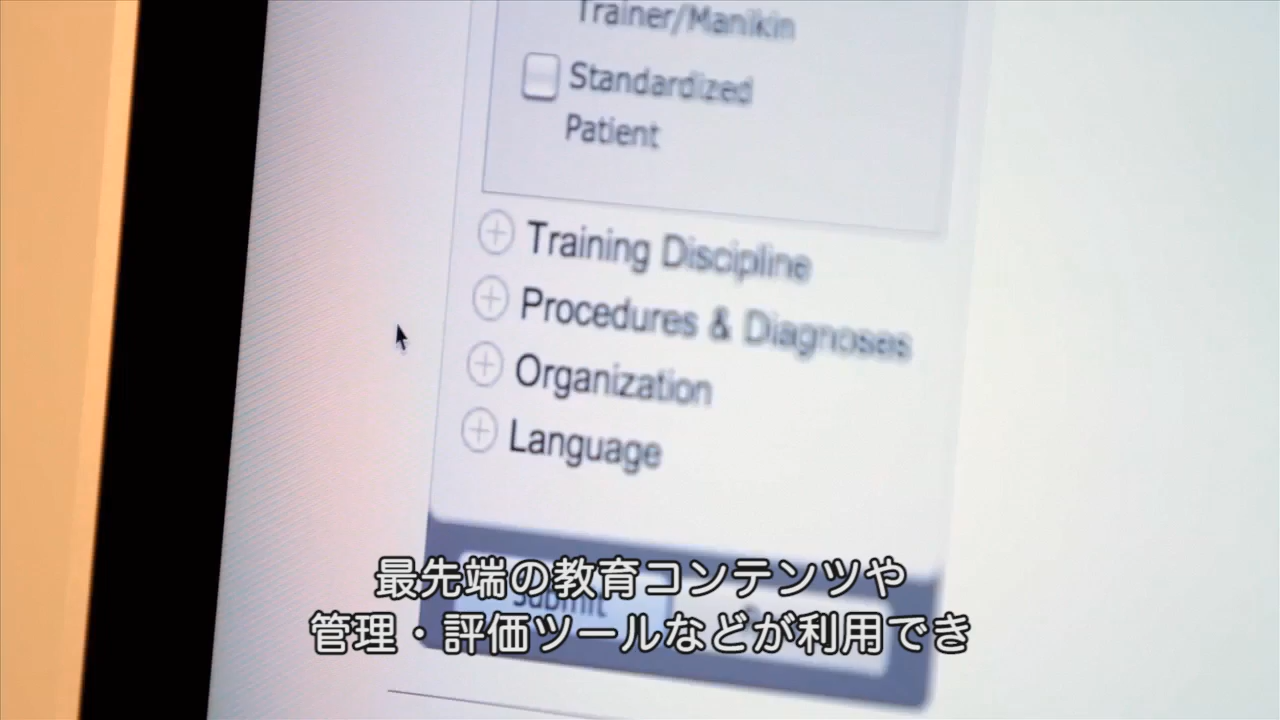 Trainer/Manikin
Standardized
Patient
Training Discipline
Procedures & Diagnoses
Organization
Language
Submit
最先端の教育コンテンツや
管理・評価ツールなどが利用でき